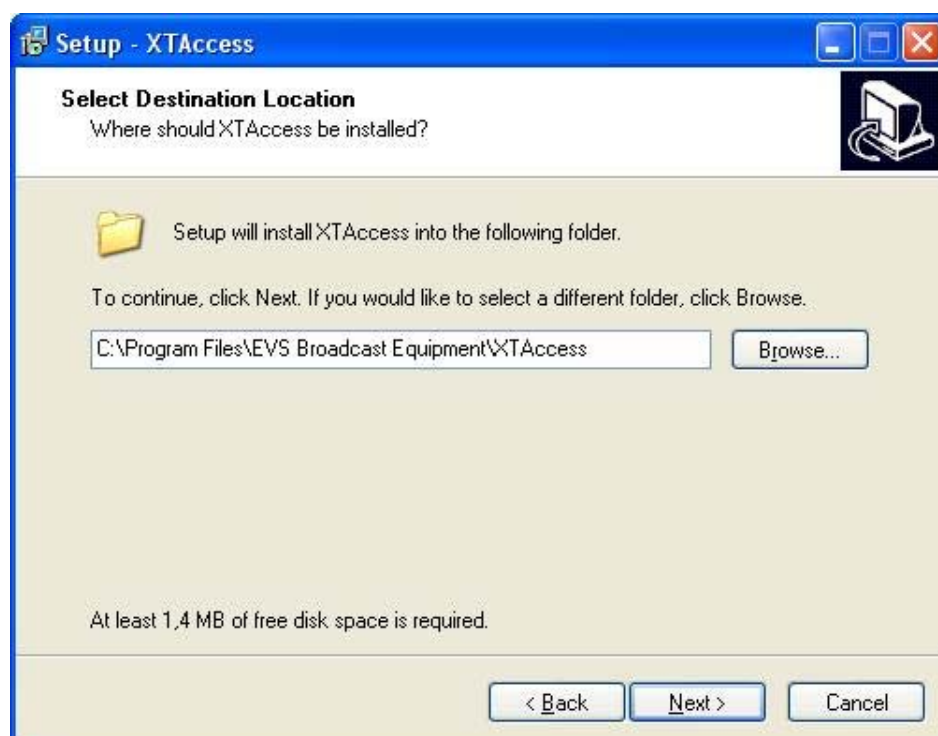 Setup - XTAccess
Select Destination Location
Where should XTAccess be installed?
Setup will install XTAccess into the following folder.
To continue, click Next. If you would like to select a different folder, click Browse.
C:\Program Files\EVS Broadcast Equipment\XTAccess
Browse...
At least 1,4 MB of free disk space is required.
< Back
Next >
Cancel